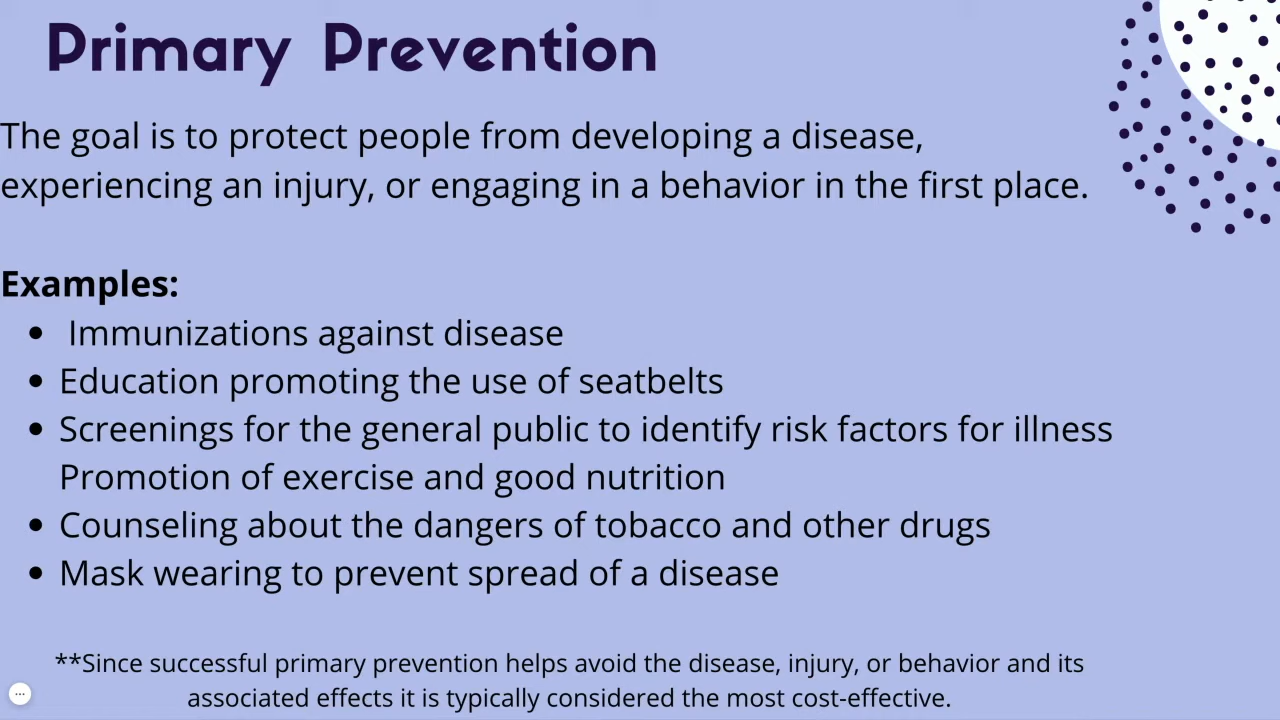 Primary Prevention
The goal is to protect people from developing a disease,
experiencing an injury, or engaging in a behavior in the first place.
Examples:
• Immunizations against disease
• Education promoting the use of seatbelts
• Screenings for the general public to identify risk factors for illness
Promotion of exercise and good nutrition
• Counseling about the dangers of tobacco and other drugs
• Mask wearing to prevent spread of a disease
**Since successful primary prevention helps avoid the disease, injury, or behavior and its
associated effects it is typically considered the most cost-effective.